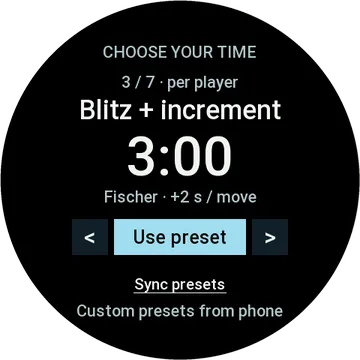 CHOOSE YOUR TIME
3 / 7 · per player
Blitz + increment
3:00
Fischer · +2 s / move
< Use preset >
Sync presets
Custom presets from phone